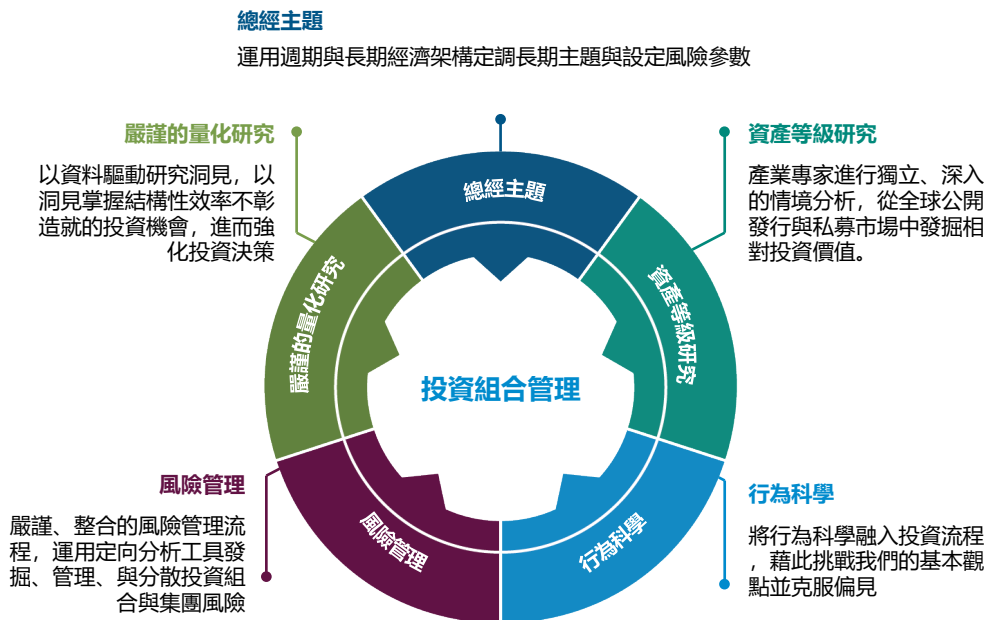 總經主題
運用週期與長期經濟架構定調長期主題與設定風險參數
嚴謹的量化研究
以資料驅動研究洞見，以
洞見掌握結構性效率不彰
造就的投資機會，進而強
化投資決策
資產等級研究
產業專家進行獨立、深入
的情境分析，從全球公開
發行與私募市場中發掘相
對投資價值。
總經主題
嚴謹的量化研究
資產等級研究
投資組合管理
風險管理
行為科學
風險管理
嚴謹、整合的風險管理流
程，運用定向分析工具發
掘、管理、與分散投資組
合與集團風險
行為科學
將行為科學融入投資流程
，藉此挑戰我們的基本觀
點並克服偏見